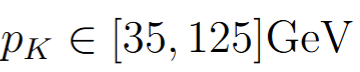 p_K ∈ [35, 125]GeV